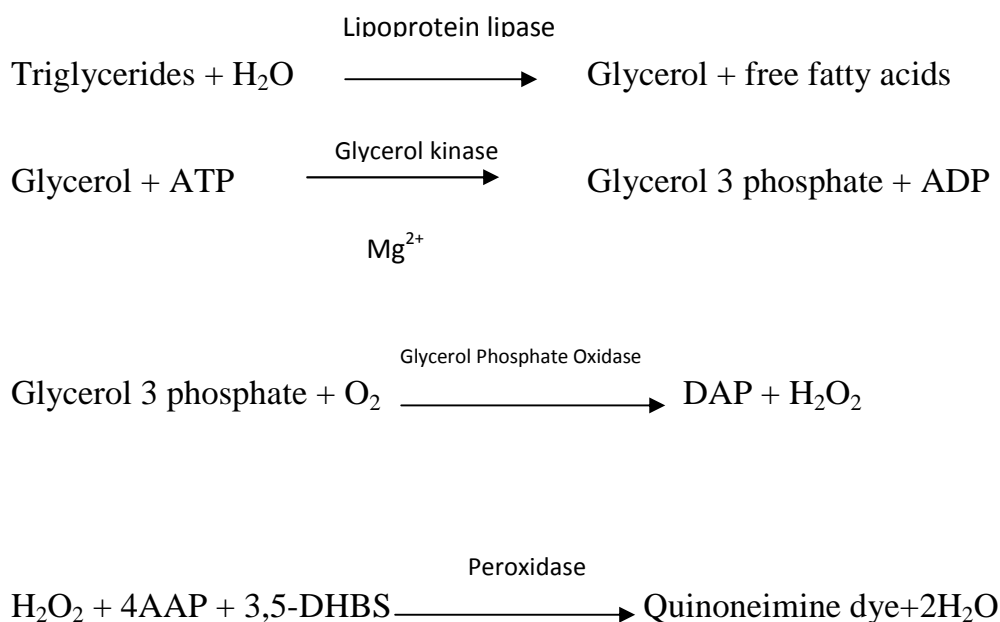 Lipoprotein lipase
Triglycerides + H₂O Glycerol + free fatty acids
Glycerol kinase
Glycerol + ATP Glycerol 3 phosphate + ADP
Mg²⁺
Glycerol Phosphate Oxidase
Glycerol 3 phosphate + O₂ DAP + H₂O₂
Peroxidase
H₂O₂ + 4AAP + 3,5-DHBS Quinoneimine dye+2H₂O